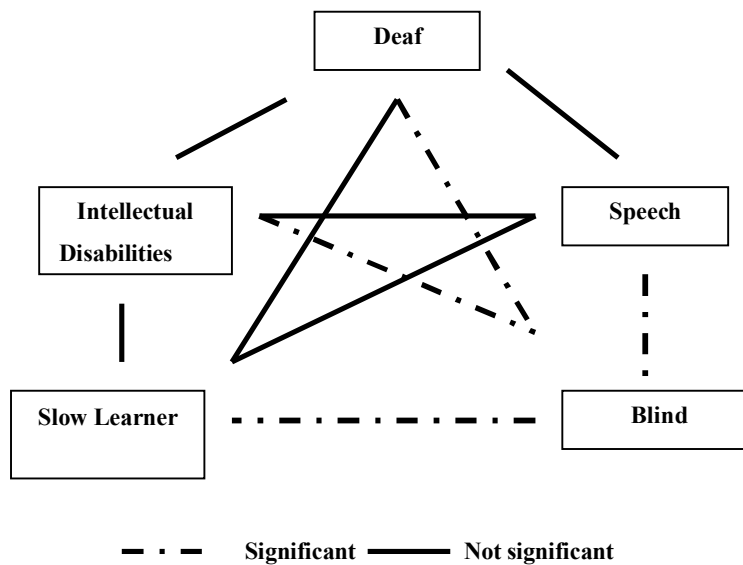 Deaf
Intellectual
Disabilities
Speech
Slow Learner
Blind
Significant
Not significant